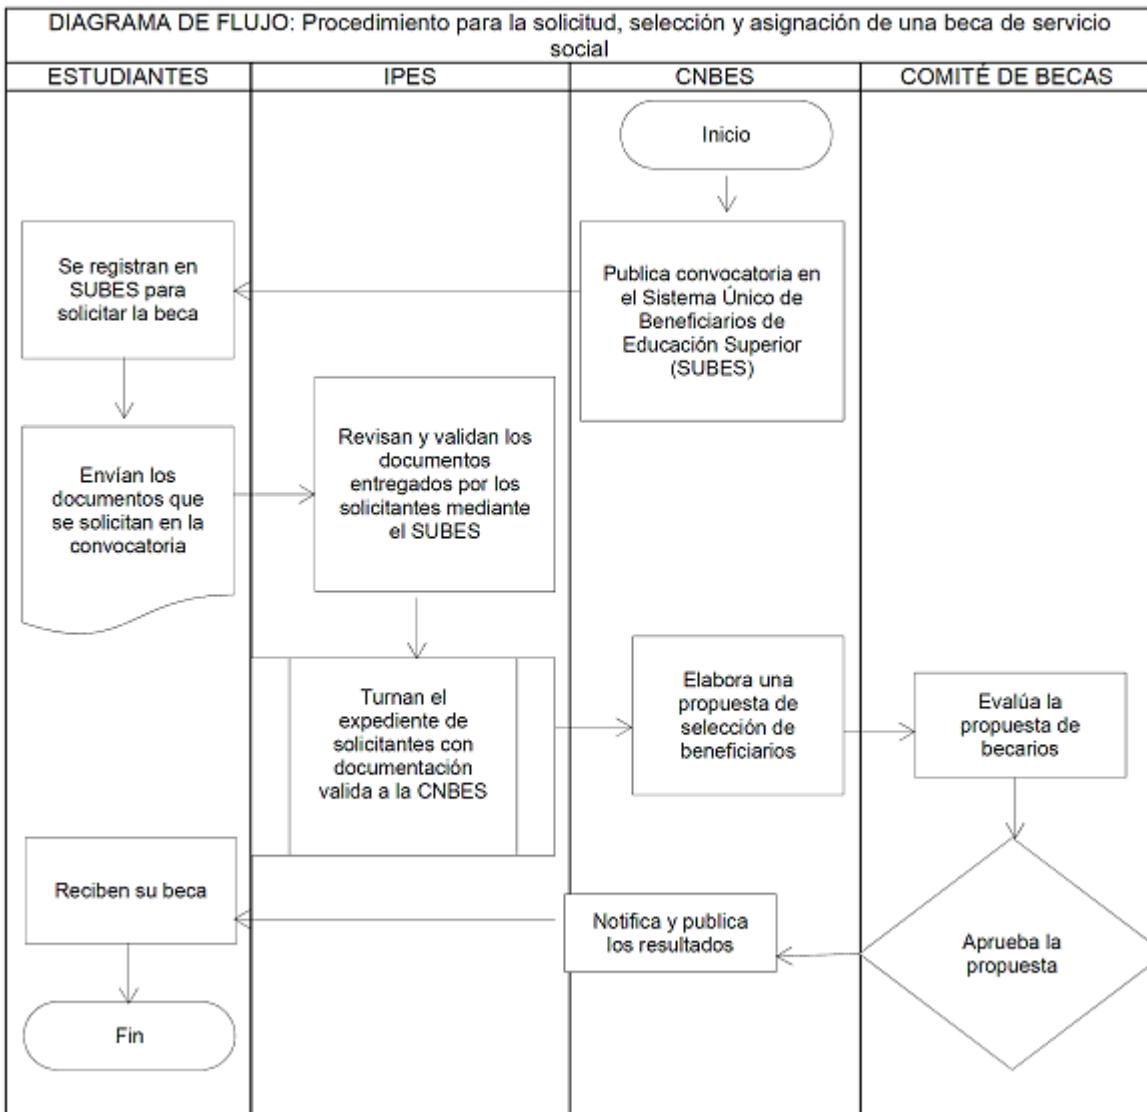 DIAGRAMA DE FLUJO: Procedimiento para la solicitud, selección y asignación de una beca de servicio
social
ESTUDIANTES
IPES
CNBES
COMITÉ DE BECAS
Inicio
Publica convocatoria en
el Sistema Único de
Beneficiarios de
Educación Superior
(SUBES)
Se registran en
SUBES para
solicitar la beca
Envían los
documentos que
se solicitan en la
convocatoria
Revisan y validan los
documentos
entregados por los
solicitantes mediante
el SUBES
Turnan el
expediente de
solicitantes con
documentación
valida a la CNBES
Elabora una
propuesta de
selección de
beneficiarios
Evalúa la
propuesta de
becarios
Aprueba la
propuesta
Notifica y publica
los resultados
Reciben su beca
Fin